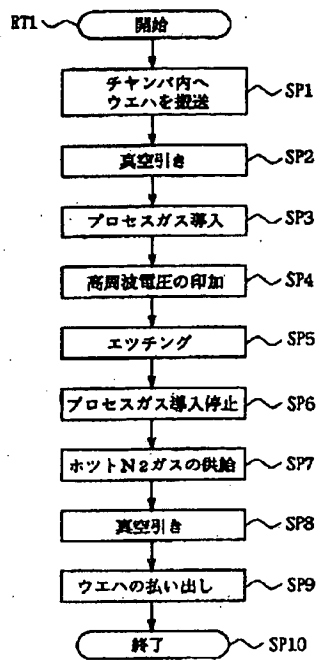 RT1
開始
チヤンバ内へ
ウエハを搬送
SP1
真空引き
SP2
プロセスガス導入
SP3
高周波電圧の印加
SP4
エツチング
SP5
プロセスガス導入停止
SP6
ホツトN2ガスの供給
SP7
真空引き
SP8
ウエハの払い出し
SP9
終了
SP10